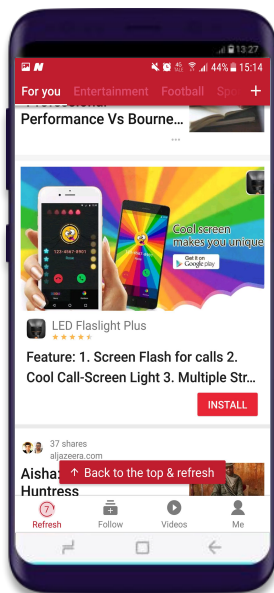 13:27
4G 44% 15:14
For you Entertainment Football Spo +
Performance Vs Bourne...
Cool screen
makes you unique
Get it on
Google play
LED Flaslight Plus
Feature: 1. Screen Flash for calls 2.
Cool Call-Screen Light 3. Multiple Str...
INSTALL
37 shares
aljazeera.com
Aisha:
Back to the top & refresh
Huntress
7
Refresh Follow Videos Me